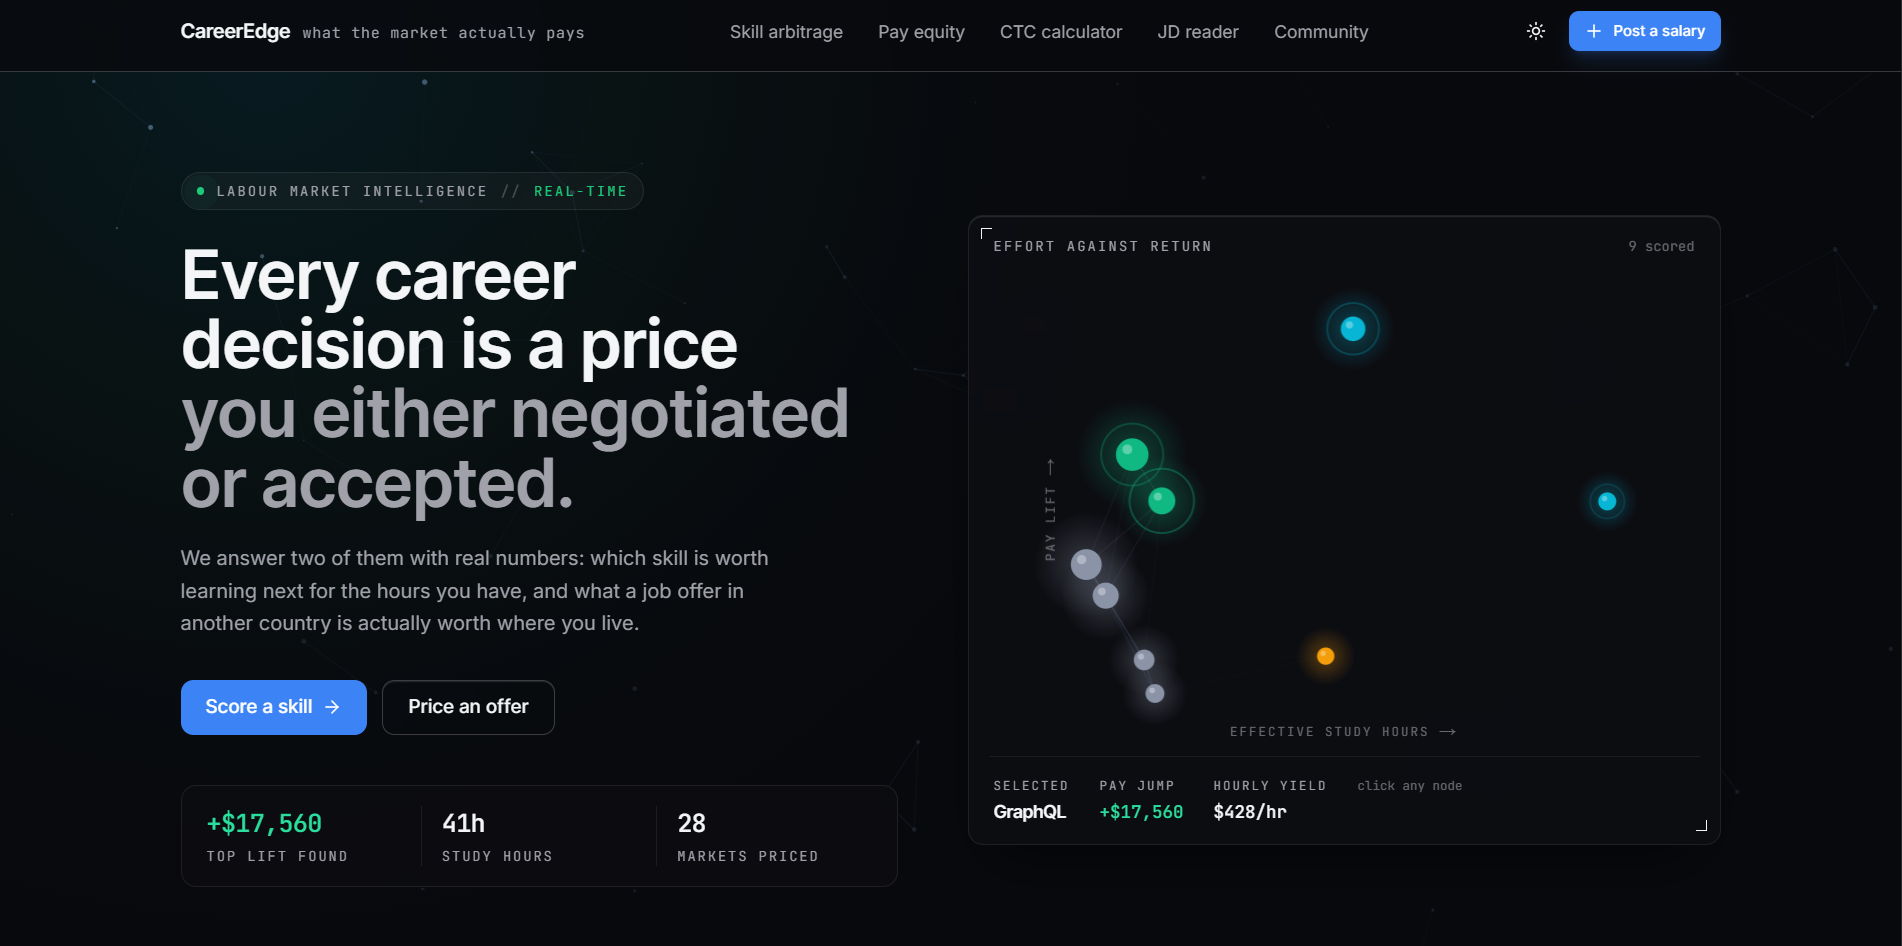 CareerEdge what the market actually pays
Skill arbitrage Pay equity CTC calculator JD reader Community
+ Post a salary
LABOUR MARKET INTELLIGENCE // REAL-TIME
Every career
decision is a price
you either negotiated
or accepted.
We answer two of them with real numbers: which skill is worth
learning next for the hours you have, and what a job offer in
another country is actually worth where you live.
Score a skill →
Price an offer
+$17,560
TOP LIFT FOUND
41h
STUDY HOURS
28
MARKETS PRICED
EFFORT AGAINST RETURN
9 scored
PAY LIFT →
EFFECTIVE STUDY HOURS →
SELECTED
GraphQL
PAY JUMP
+$17,560
HOURLY YIELD
$428/hr
click any node